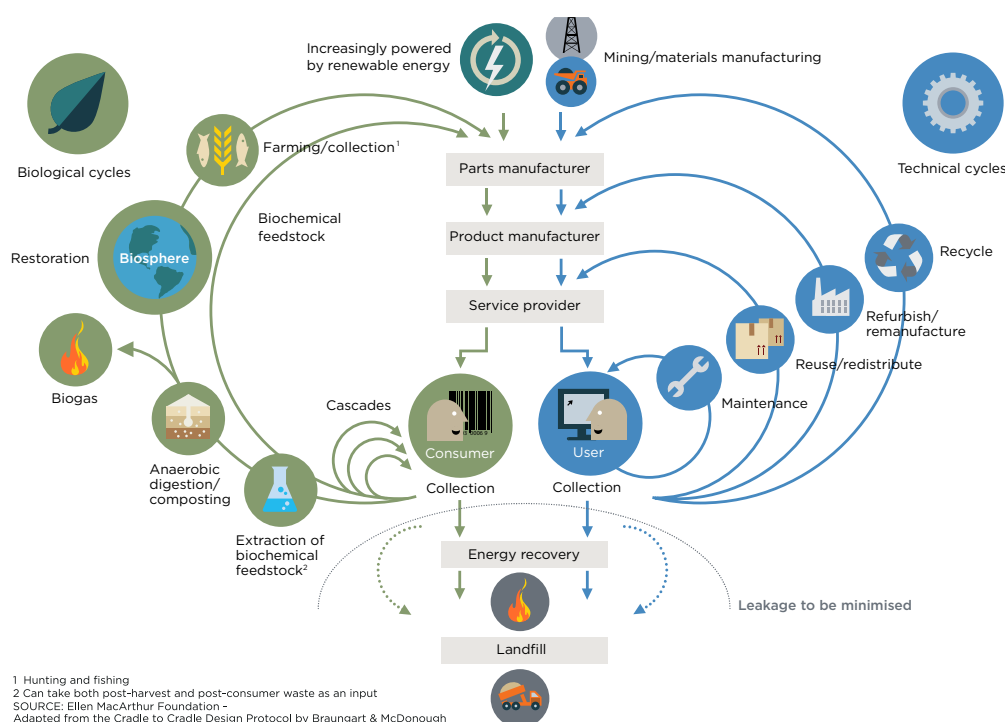 Increasingly powered
by renewable energy
Mining/materials manufacturing
Biological cycles
Farming/collection¹
Technical cycles
Parts manufacturer
Biochemical
feedstock
Product manufacturer
Restoration
Biosphere
Recycle
Service provider
Refurbish/
remanufacture
Reuse/redistribute
Biogas
Cascades
Maintenance
Consumer
User
Anaerobic
digestion/
composting
Collection
Collection
Extraction of
biochemical
feedstock²
Energy recovery
Leakage to be minimised
Landfill
1 Hunting and fishing
2 Can take both post-harvest and post-consumer waste as an input
SOURCE: Ellen MacArthur Foundation –
Adapted from the Cradle to Cradle Design Protocol by Braungart & McDonough